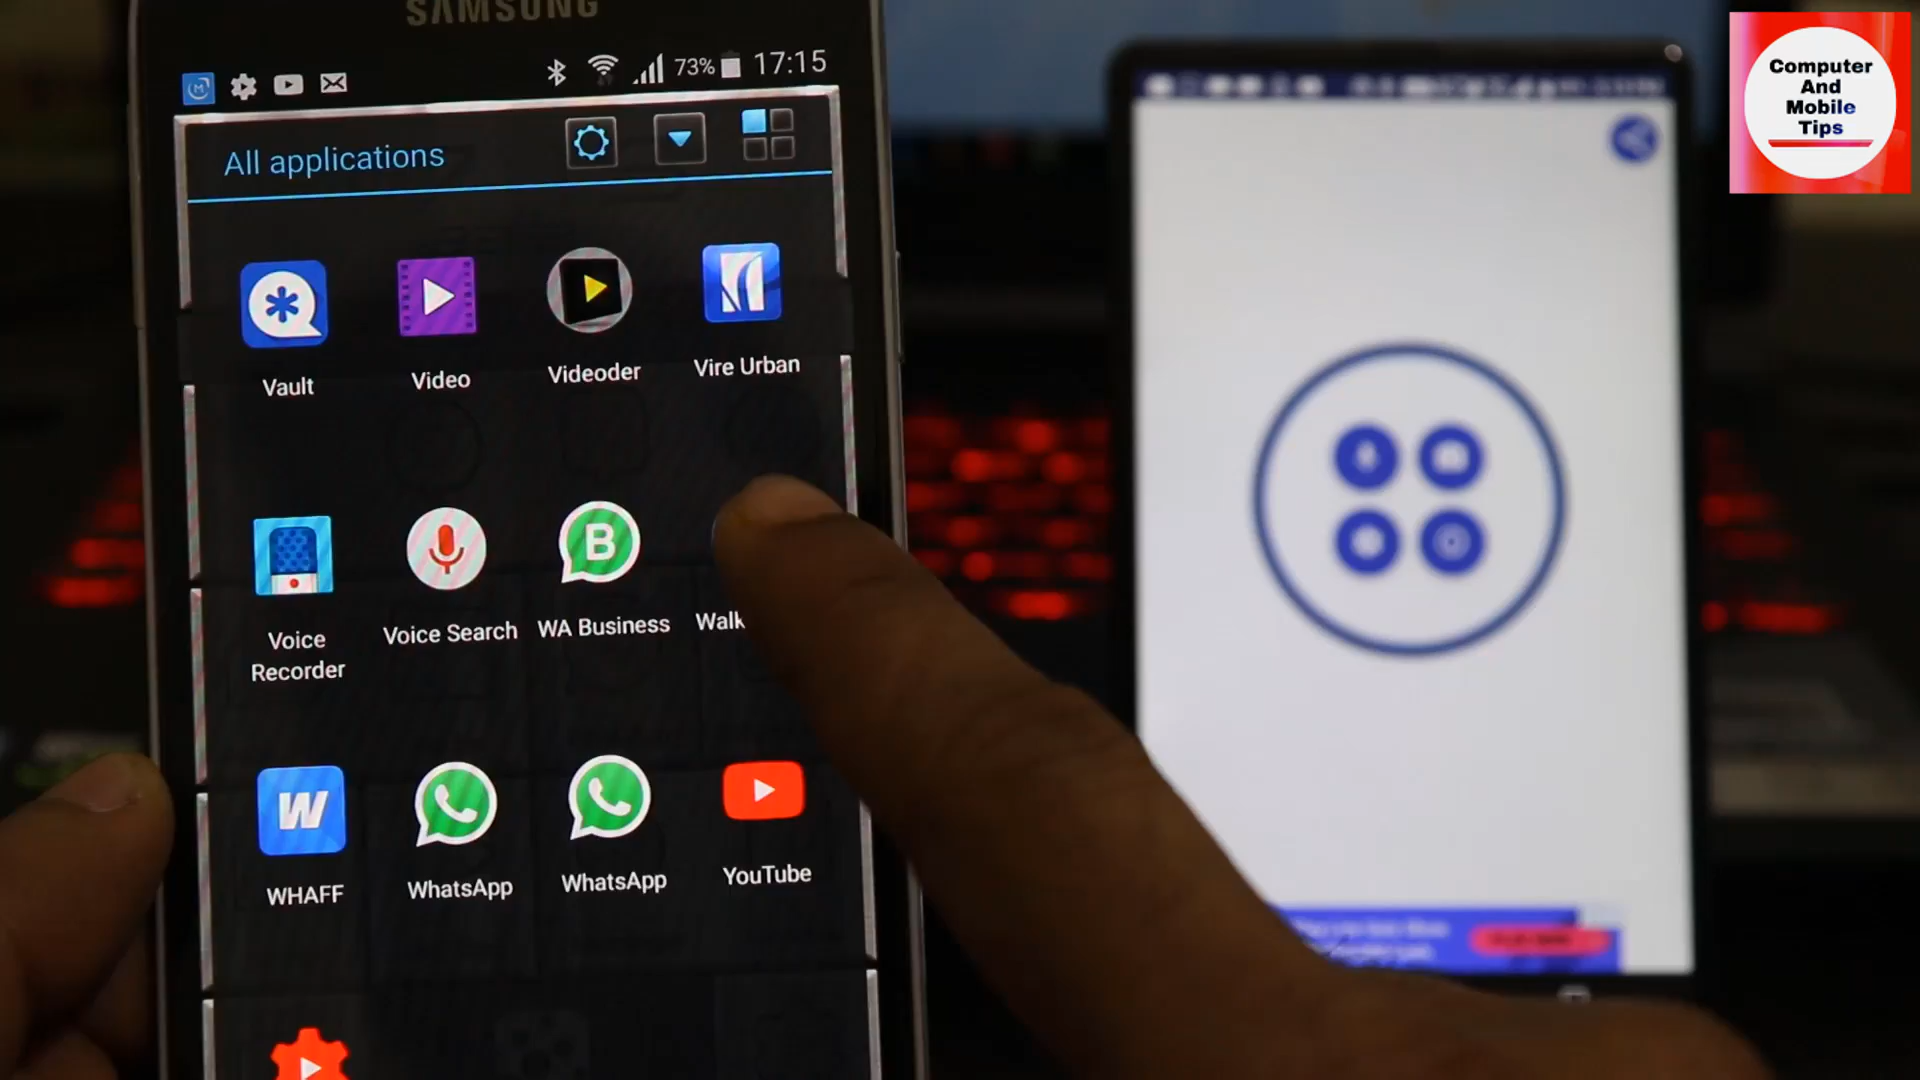 SAMSUNG
73% 17:15
All applications
Vault
Video
Videoder
Vire Urban
Voice
Recorder
Voice Search
B
WA Business
Walk
W
WHAFF
WhatsApp
WhatsApp
YouTube
Computer
And
Mobile
Tips